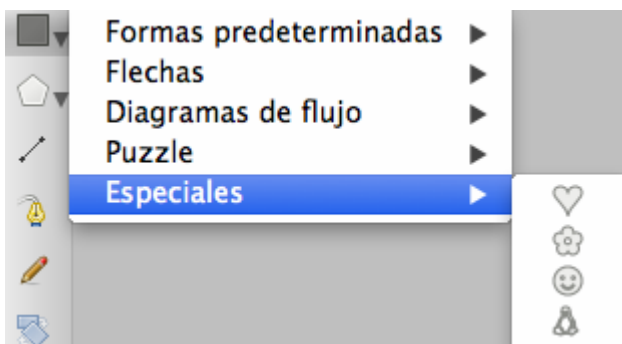 Formas predeterminadas
Flechas
Diagramas de flujo
Puzzle
Especiales